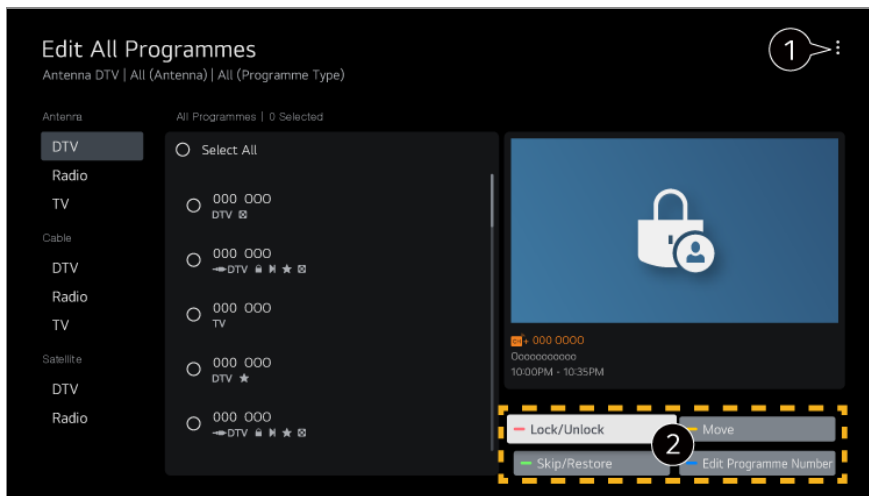 Edit All Programmes
1
Antenna DTV | All (Antenna) | All (Programme Type)
Antenna
DTV
Radio
TV
Cable
DTV
Radio
TV
Satellite
DTV
Radio
All Programmes | 0 Selected
Select All
000 000
DTV
000 000
DTV
000 000
TV
000 000
DTV
000 000
DTV
000 0000
Ooooooooooo
10:00PM - 10:35PM
Lock/Unlock
Move
2
Skip/Restore
Edit Programme Number